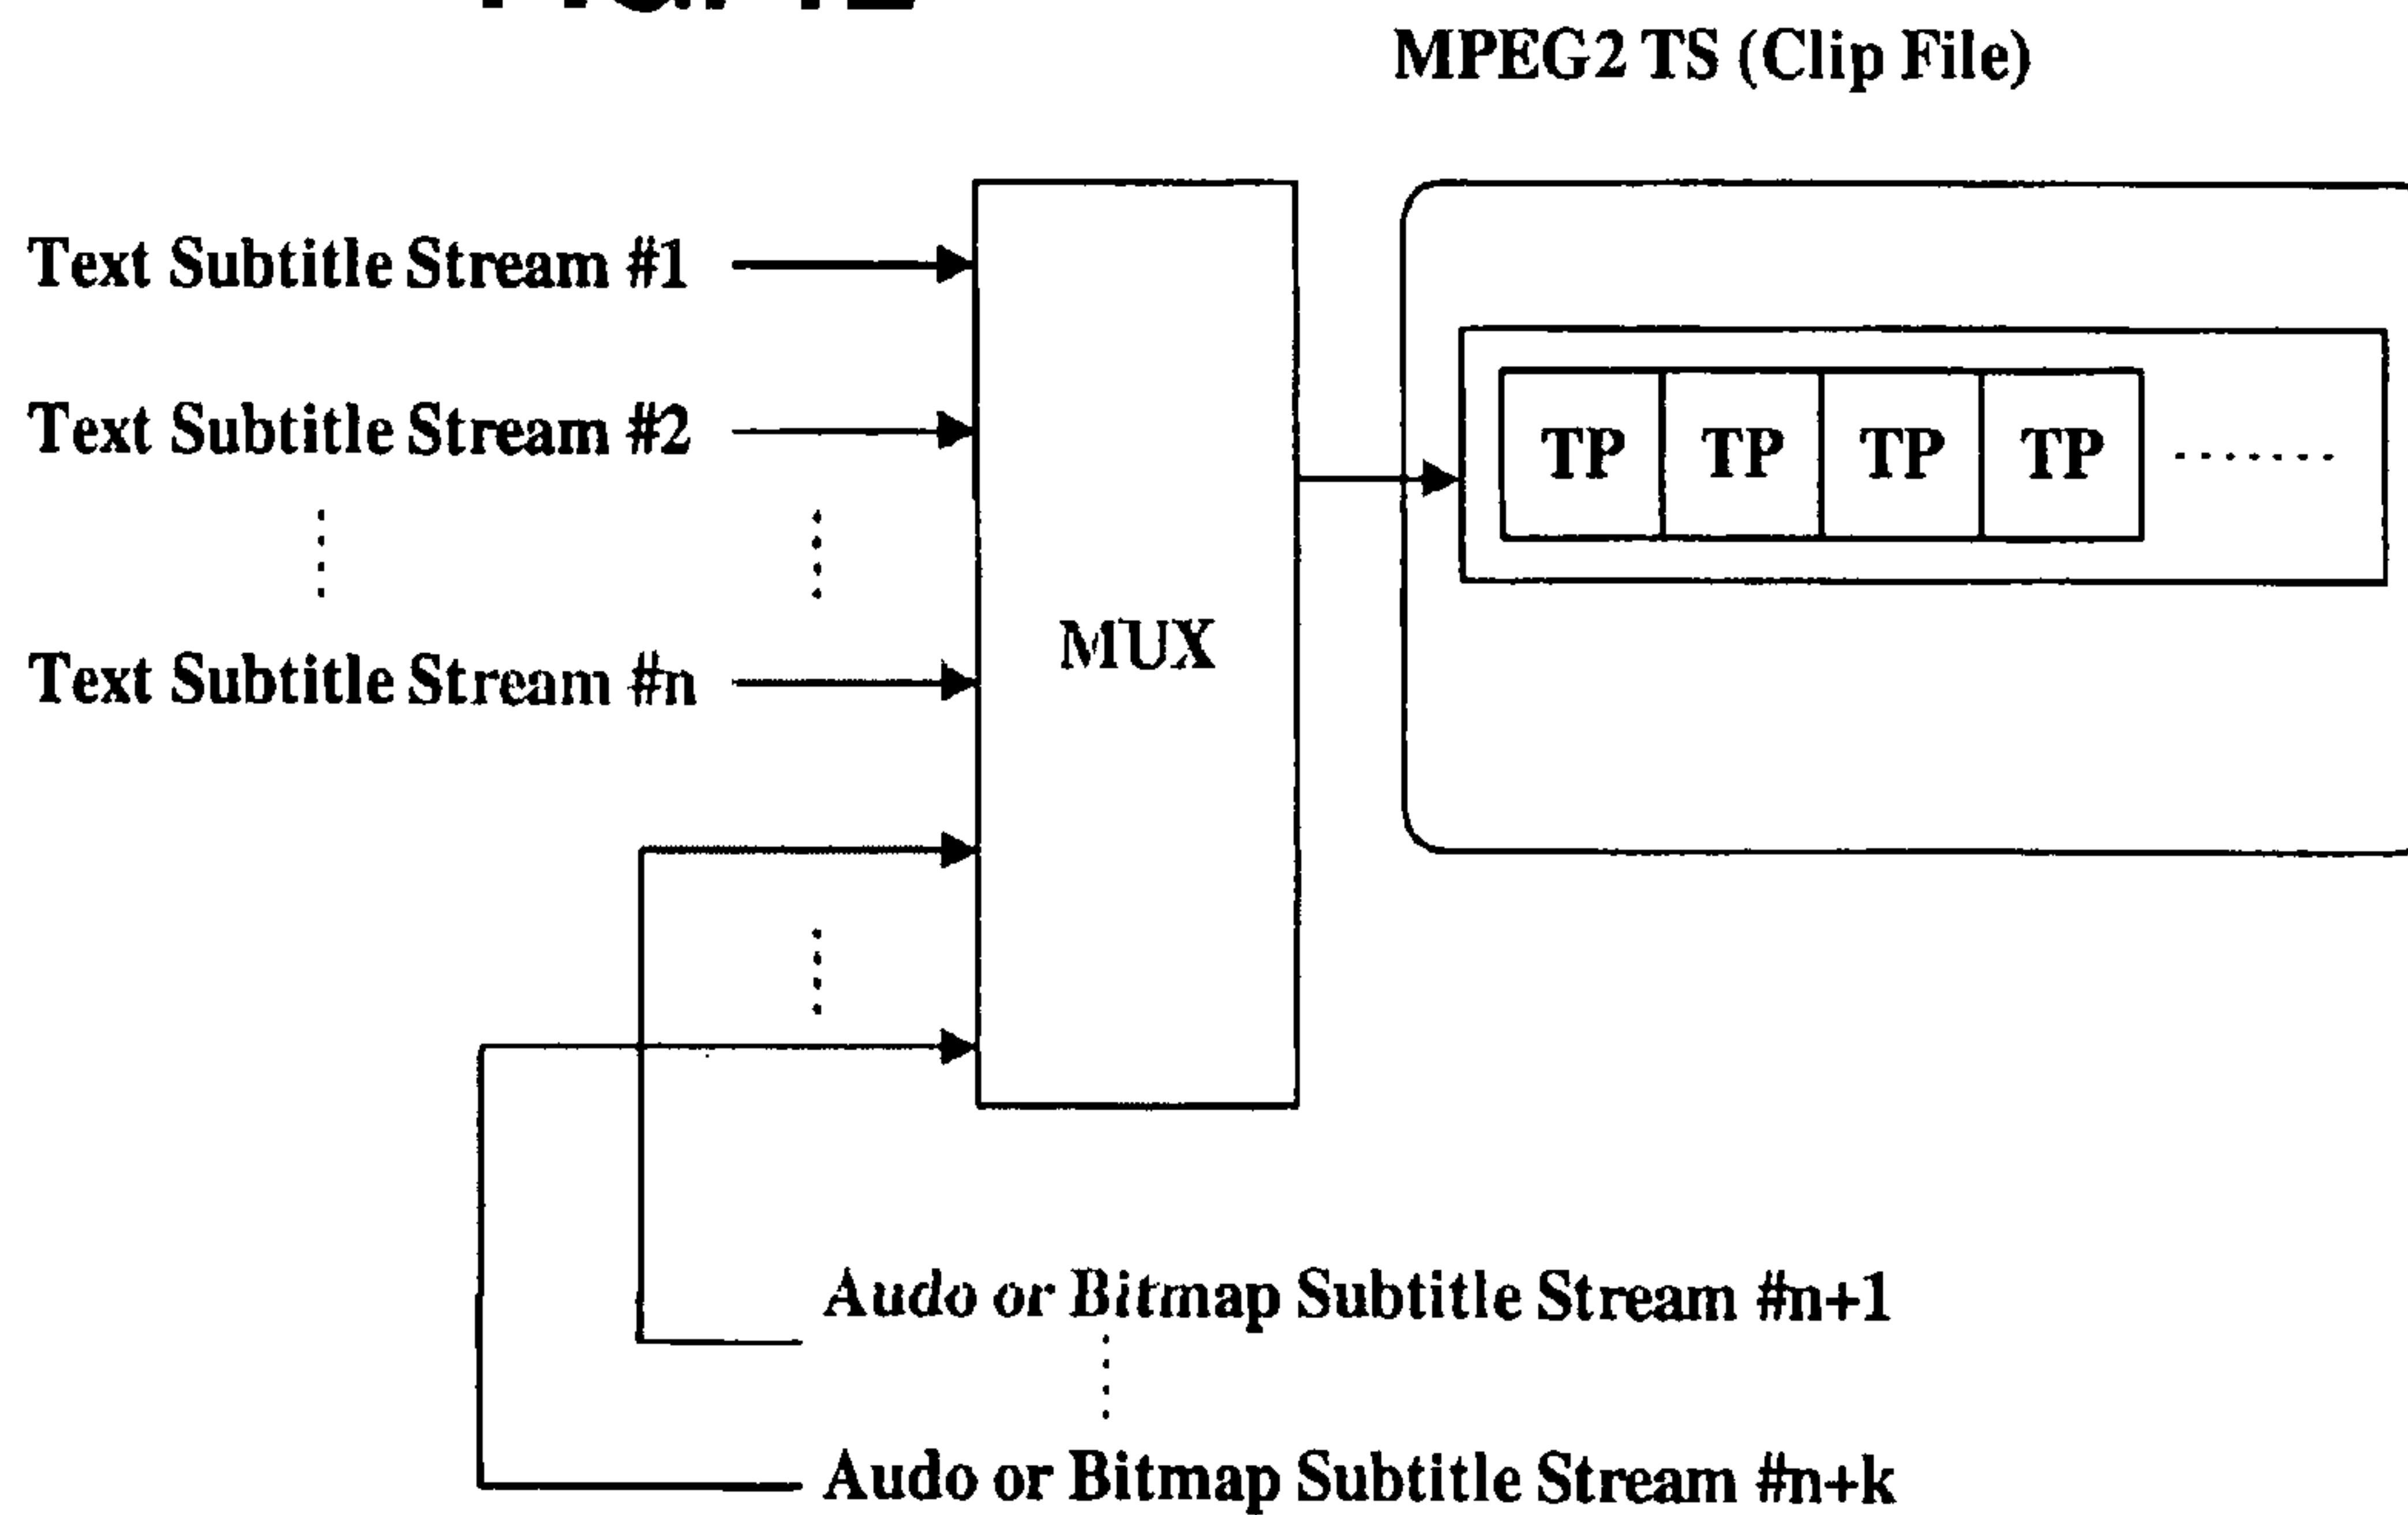 MPEG2 TS (Clip File)
Text Subtitle Stream #1
Text Subtitle Stream #2
TP TP TP TP
Text Subtitle Stream #n
MUX
Audo or Bitmap Subtitle Stream #n+1
Audo or Bitmap Subtitle Stream #n+k